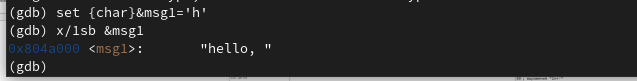 (gdb) set {char}&msg1='h'
(gdb) x/1sb &msg1
0x804a000 <msg1>:      "hello, "
(gdb)